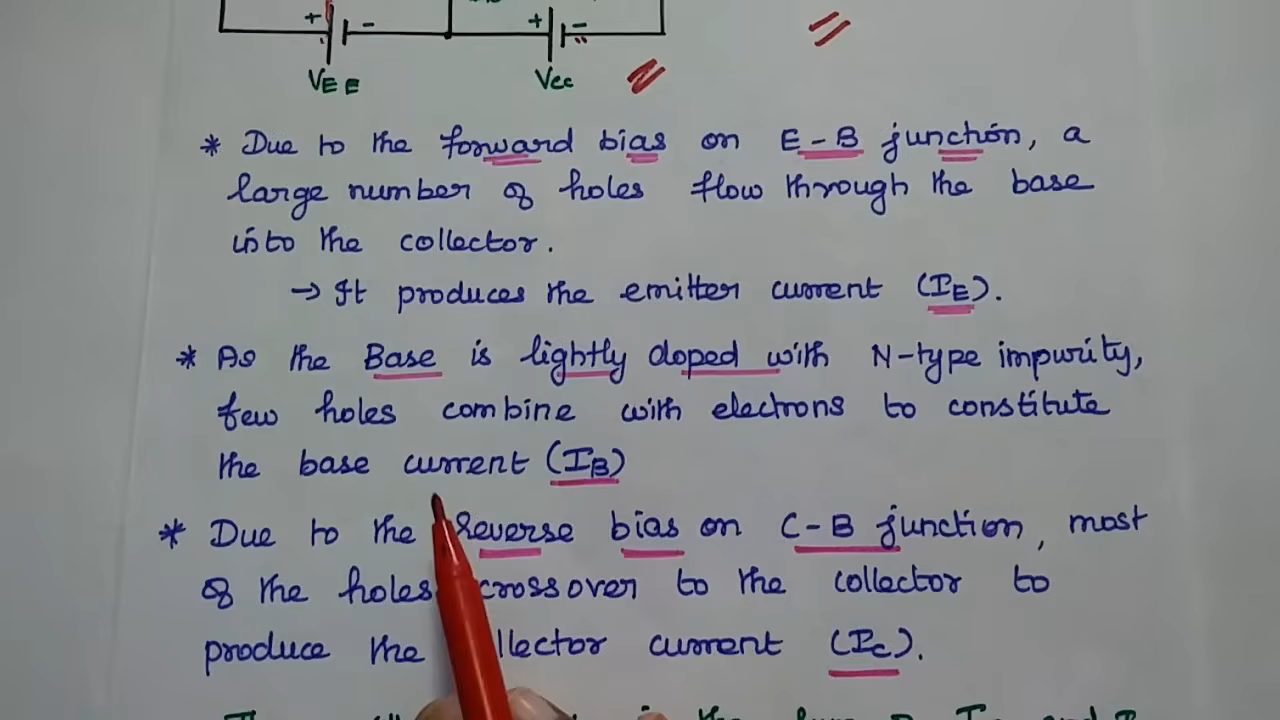 + - + -
VEE Vcc
* Due to the forward bias on E-B junction, a
large number of holes flow through the base
into the collector.
→ It produces the emitter current (IE).
* As the Base is lightly doped with N-type impurity,
few holes combine with electrons to constitute
the base current (IB)
* Due to the reverse bias on C-B junction, most
of the holes crossover to the collector to
produce the collector current (Ic).
is the